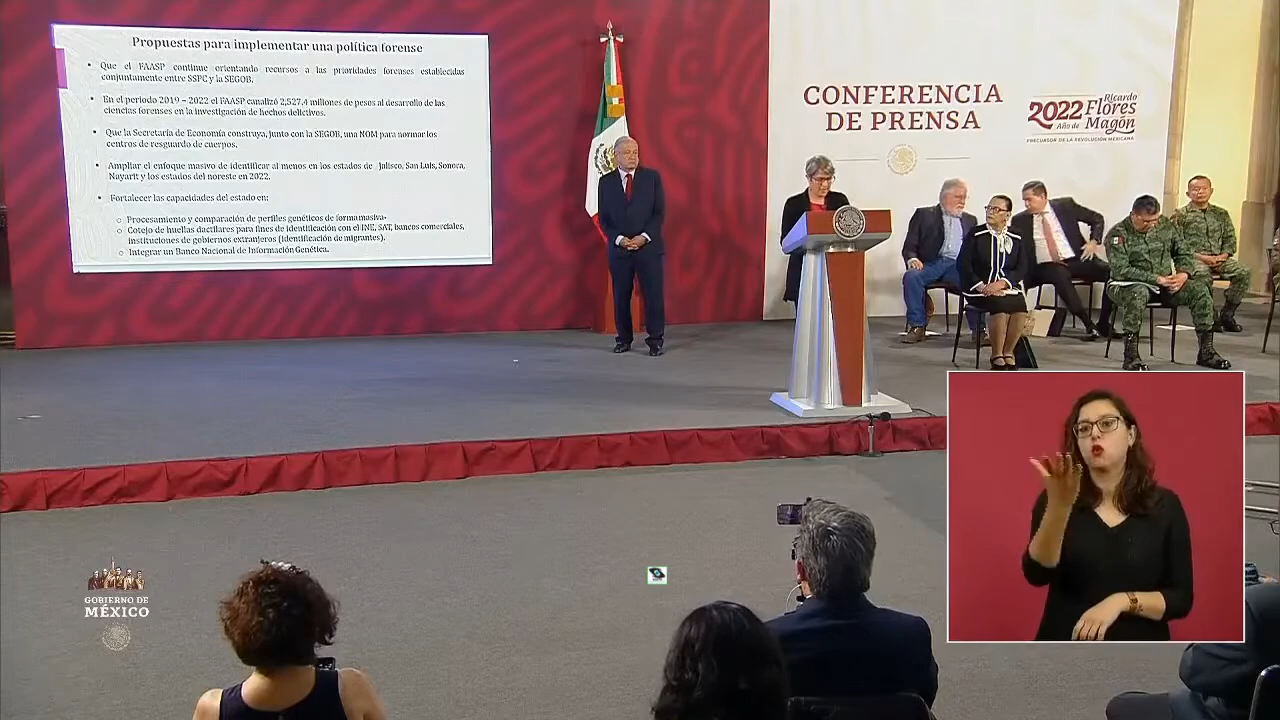 Propuestas para implementar una política forense
• Que el FAASP continue orientando recursos a las prioridades forenses establecidas
conjuntamente entre SSPC y la SEGOB.
• En el periodo 2019 – 2022 el FAASP canalizó 2,527.4 millones de pesos al desarrollo de las
ciencias forenses en la investigación de hechos delictivos.
• Que la Secretaría de Economía construya, junto con la SEGOB, una ruta para normar los
centros de resguardo de cuerpos.
• Ampliar el enfoque masivo de identificar al menos en los estados de Jalisco, San Luis, Sonora,
Nayarit y los estados del noreste en 2022.
• Fortalecer las capacidades del estado en:
○ Procesamiento y comparación de perfiles genéticos de forma masiva-
○ Cotejo de huellas dactilares para fines de identificación con el INE, SAT, bancos comerciales,
instituciones de gobiernos extranjeros (identificación de migrantes).
○ Integrar un Banco Nacional de Información Genética.
CONFERENCIA
DE PRENSA
2022 Ricardo
Flores
Año de Magón
PRECURSOR DE LA REVOLUCIÓN MEXICANA
GOBIERNO DE
MÉXICO